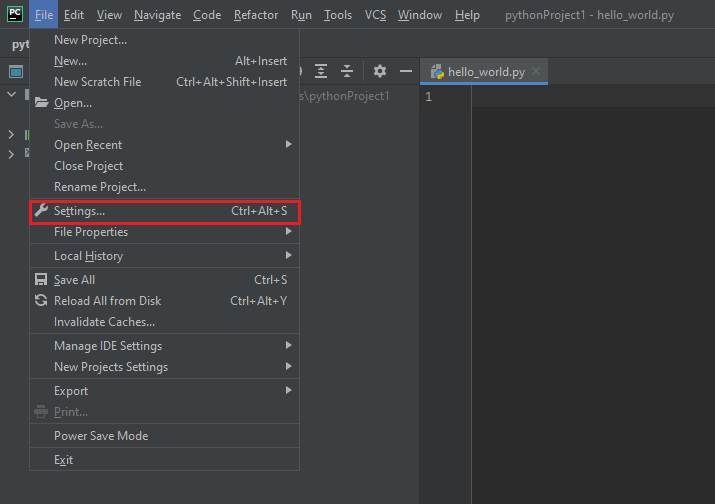 PC File Edit View Navigate Code Refactor Run Tools VCS Window Help pythonProject1 - hello_world.py
pyt
New Project...
New... Alt+Insert
New Scratch File Ctrl+Alt+Shift+Insert
Open...
Save As...
Open Recent
Close Project
Rename Project...
Settings... Ctrl+Alt+S
File Properties
Local History
Save All Ctrl+S
Reload All from Disk Ctrl+Alt+Y
Invalidate Caches...
Manage IDE Settings
New Projects Settings
Export
Print...
Power Save Mode
Exit
s\pythonProject1
hello_world.py
1